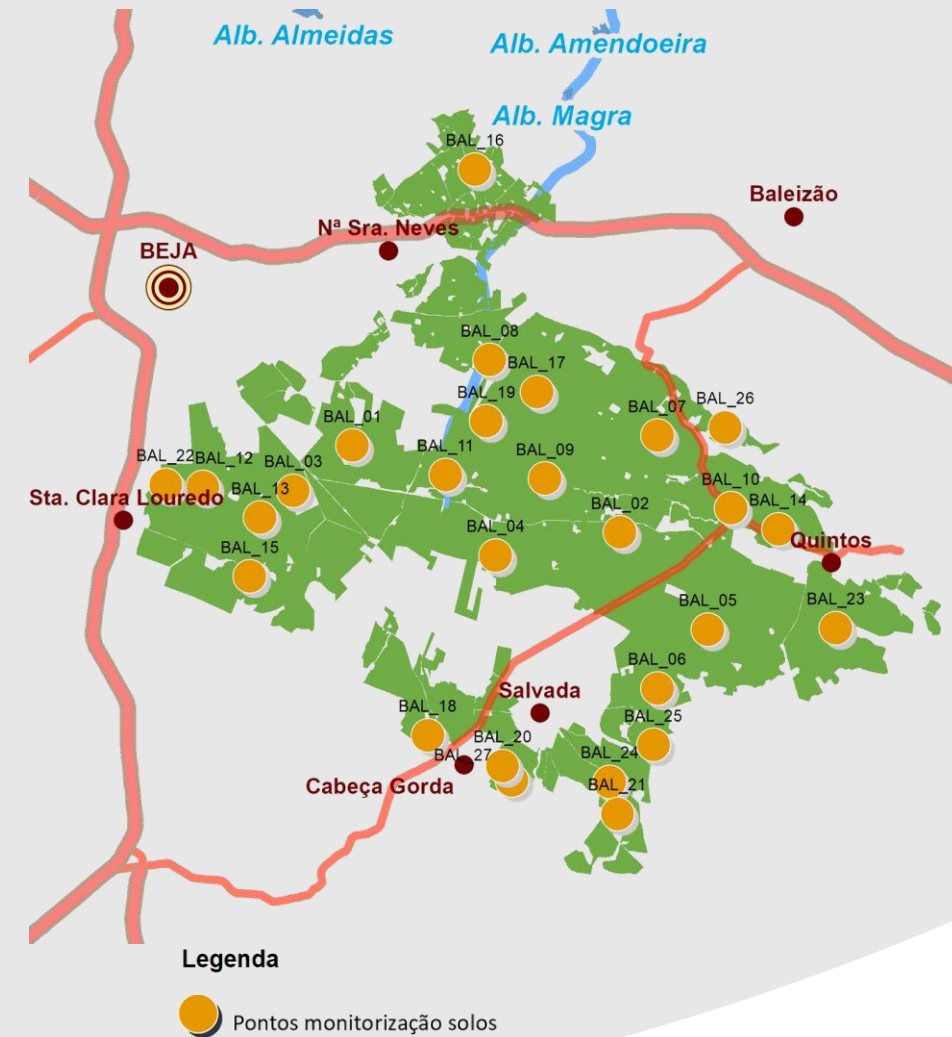 Alb. Almeidas
Alb. Amendoeira
Alb. Magra
BAL_16
Baleizão
Nª Sra. Neves
BEJA
BAL_08
BAL_17
BAL_19
BAL_07
BAL_26
BAL_01
BAL_11
BAL_09
BAL_22
BAL_12
BAL_03
BAL_13
BAL_10
BAL_14
Sta. Clara Louredo
BAL_02
BAL_04
Quintos
BAL_15
BAL_05
BAL_23
BAL_06
Salvada
BAL_18
BAL_25
BAL_20
BAL_27
BAL_24
Cabeça Gorda
BAL_21
Legenda
Pontos monitorização solos